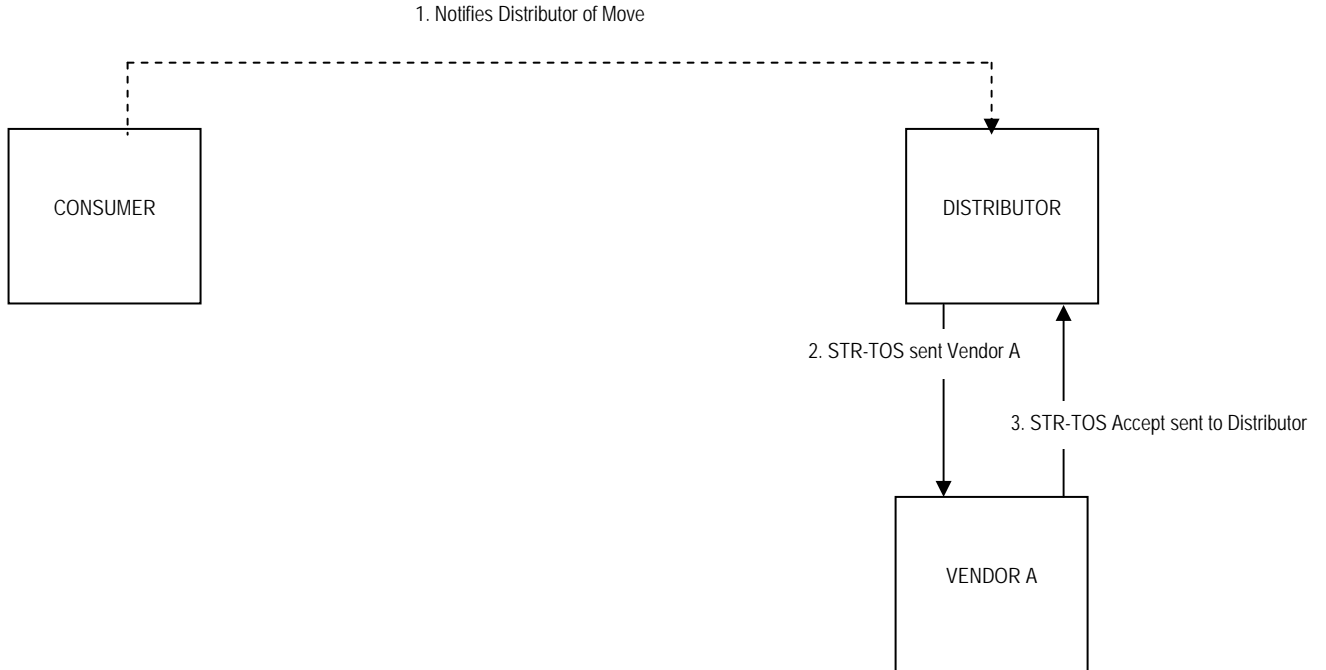 1. Notifies Distributor of Move
CONSUMER
DISTRIBUTOR
2. STR-TOS sent Vendor A
3. STR-TOS Accept sent to Distributor
VENDOR A